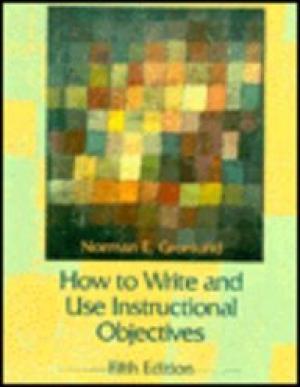 Norman E. Gronlund
How to Write and
Use Instructional
Objectives
Fifth Edition